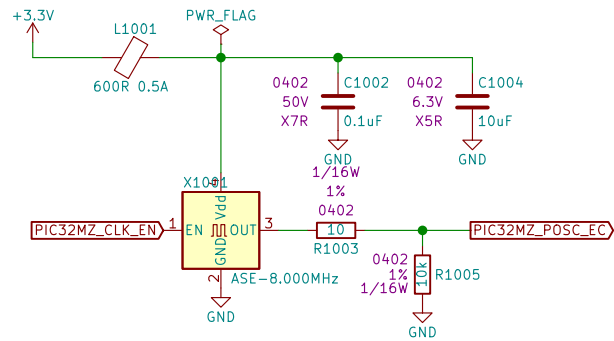 +3.3V
PWR_FLAG
L1001
600R 0.5A
0402
50V
X7R
C1002
0.1uF
GND
0402
6.3V
X5R
C1004
10uF
GND
X1001
4
Vdd
PIC32MZ_CLK_EN
1
EN
GND
OUT
3
2
ASE-8.000MHz
GND
1/16W
1%
0402
10
R1003
PIC32MZ_POSC_EC
0402
1%
1/16W
10k
R1005
GND